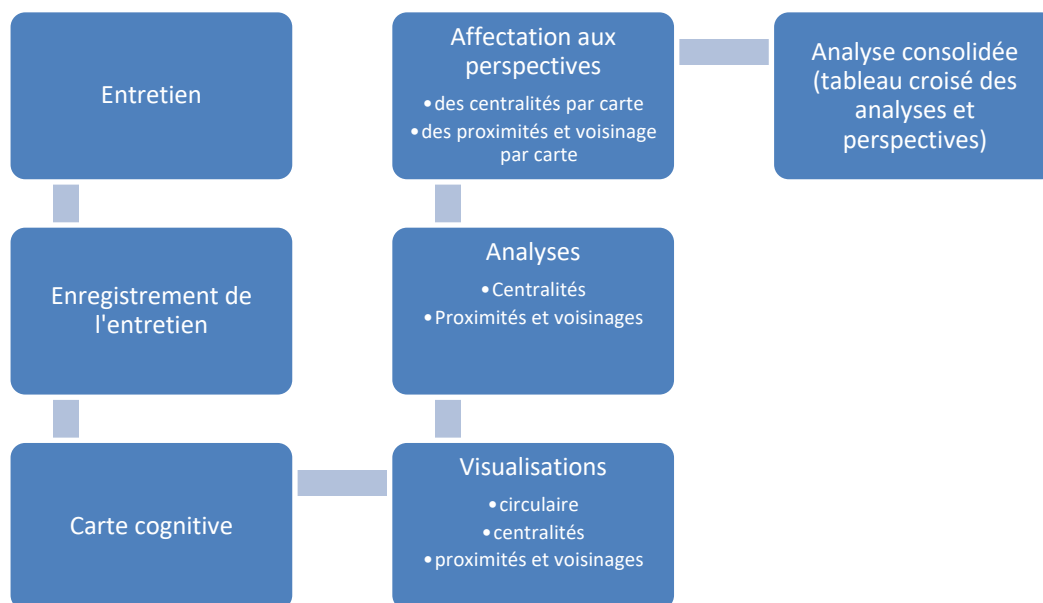 Entretien
Enregistrement de
l'entretien
Carte cognitive
Visualisations
•circulaire
•centralités
•proximités et voisinages
Analyses
•Centralités
•Proximités et voisinages
Affectation aux
perspectives
•des centralités par carte
•des proximités et voisinage
par carte
Analyse consolidée
(tableau croisé des
analyses et
perspectives)